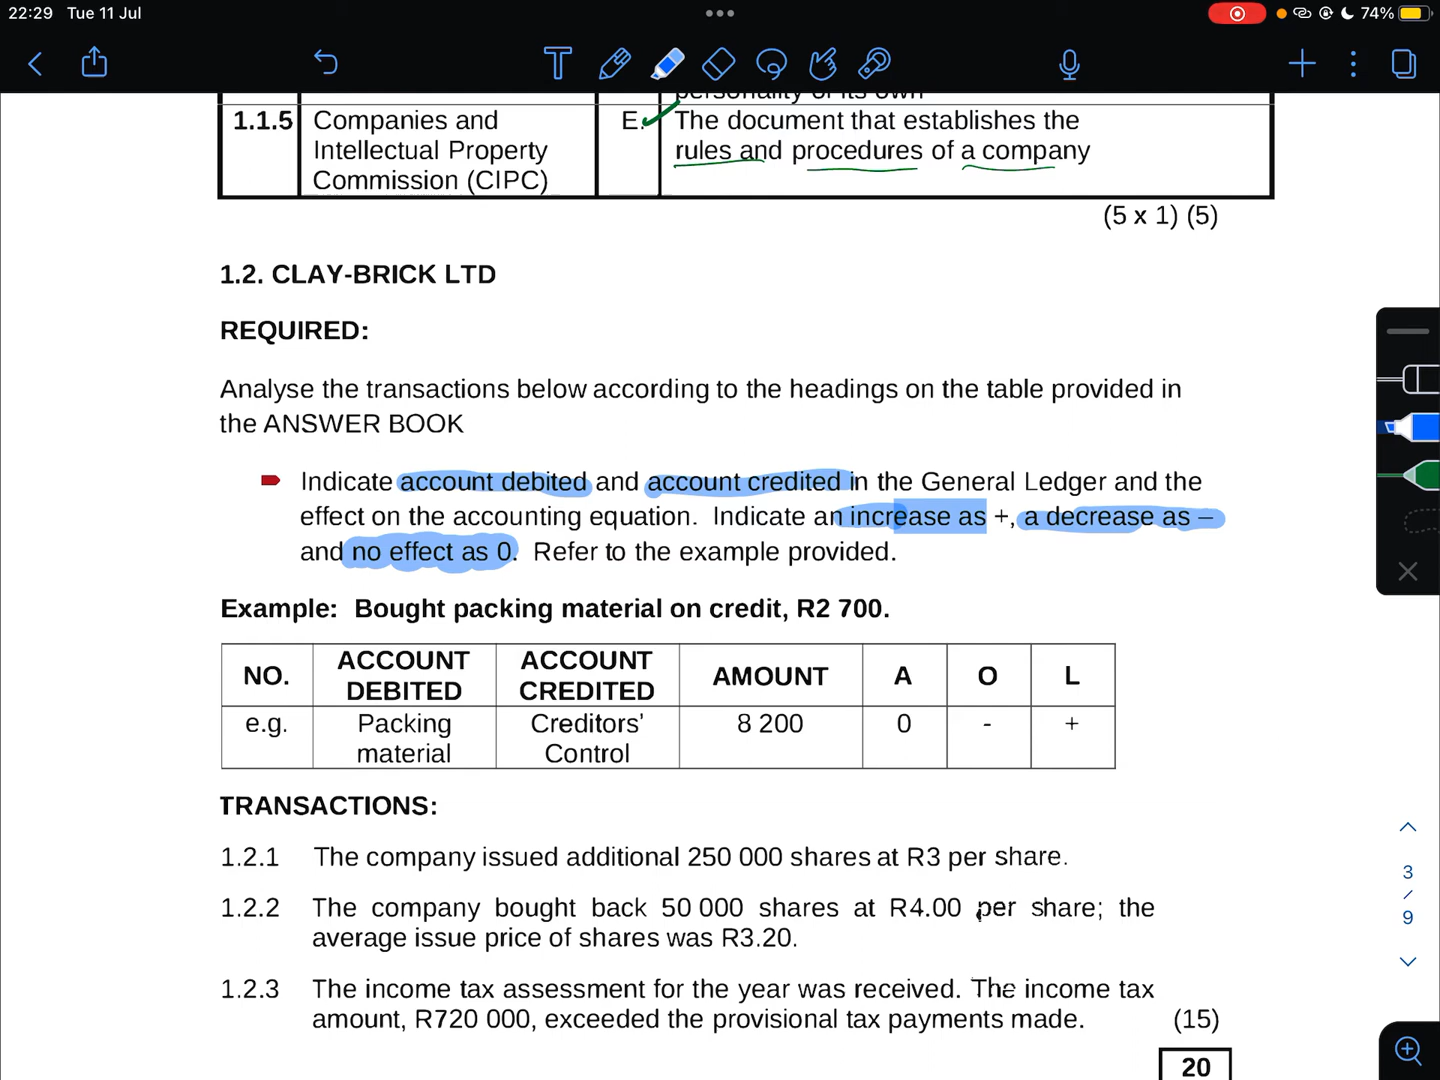 22:29 Tue 11 Jul
74%
personality of its own
1.1.5 Companies and Intellectual Property Commission (CIPC) E. The document that establishes the rules and procedures of a company
(5 x 1) (5)
1.2. CLAY-BRICK LTD
REQUIRED:
Analyse the transactions below according to the headings on the table provided in
the ANSWER BOOK
Indicate account debited and account credited in the General Ledger and the
effect on the accounting equation. Indicate an increase as +, a decrease as –
and no effect as 0. Refer to the example provided.
Example: Bought packing material on credit, R2 700.
NO. ACCOUNT DEBITED ACCOUNT CREDITED AMOUNT A O L
e.g. Packing material Creditors' Control 8 200 0 - +
TRANSACTIONS:
1.2.1 The company issued additional 250 000 shares at R3 per share.
1.2.2 The company bought back 50 000 shares at R4.00 per share; the
average issue price of shares was R3.20.
1.2.3 The income tax assessment for the year was received. The income tax
amount, R720 000, exceeded the provisional tax payments made. (15)
20
3
/
9